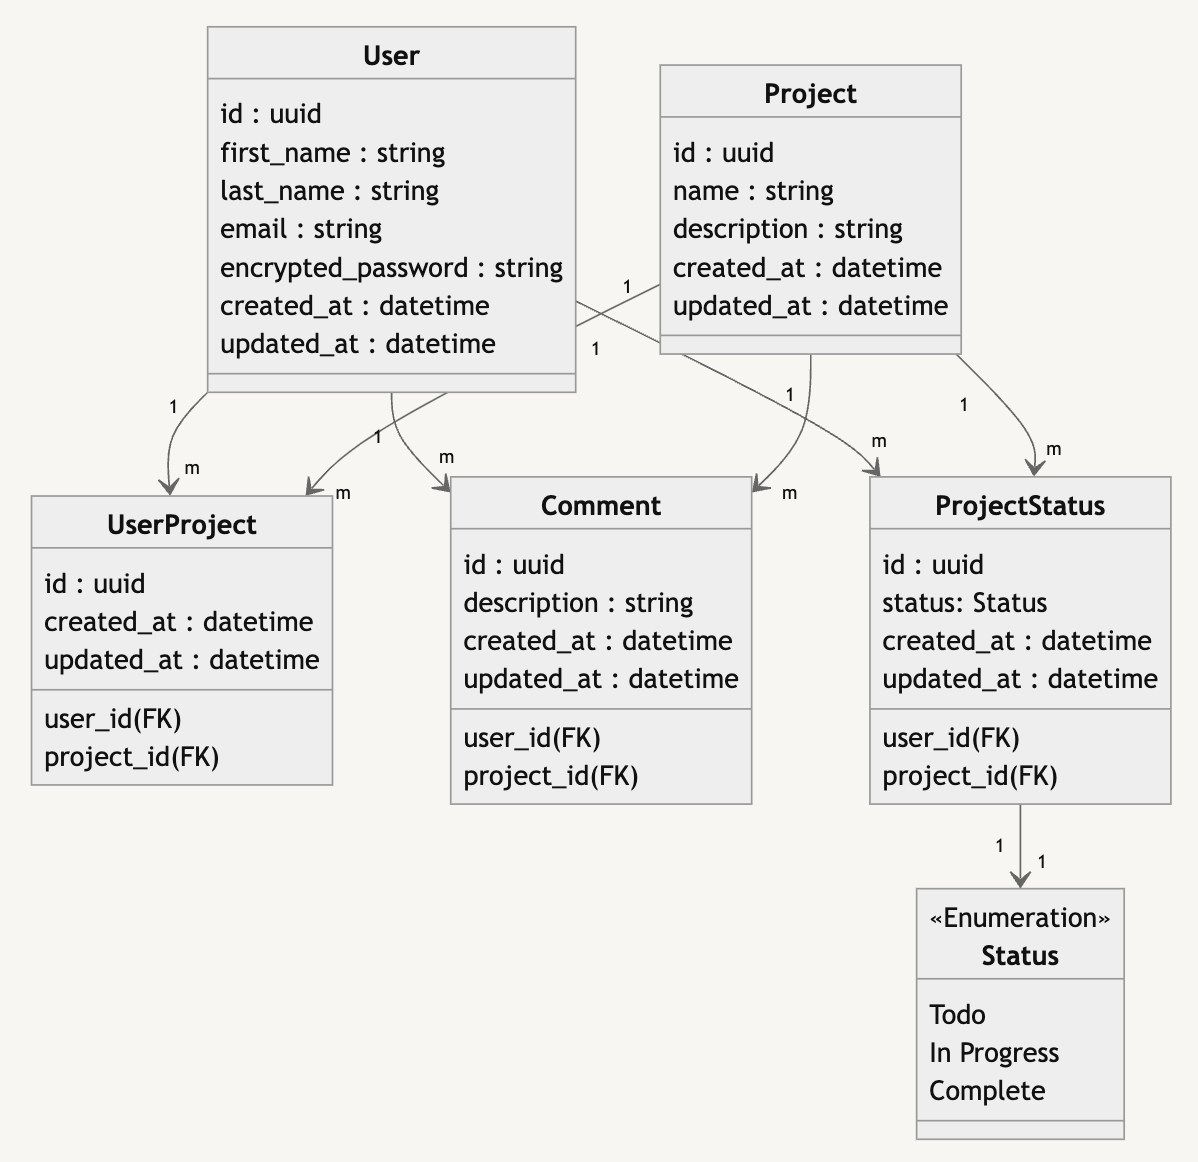 User
id : uuid
first_name : string
last_name : string
email : string
encrypted_password : string
created_at : datetime
updated_at : datetime
Project
id : uuid
name : string
description : string
created_at : datetime
updated_at : datetime
1
1
1
1
1
1
m
m
m
m
m
m
UserProject
id : uuid
created_at : datetime
updated_at : datetime
user_id(FK)
project_id(FK)
Comment
id : uuid
description : string
created_at : datetime
updated_at : datetime
user_id(FK)
project_id(FK)
ProjectStatus
id : uuid
status: Status
created_at : datetime
updated_at : datetime
user_id(FK)
project_id(FK)
1
1
«Enumeration»
Status
Todo
In Progress
Complete